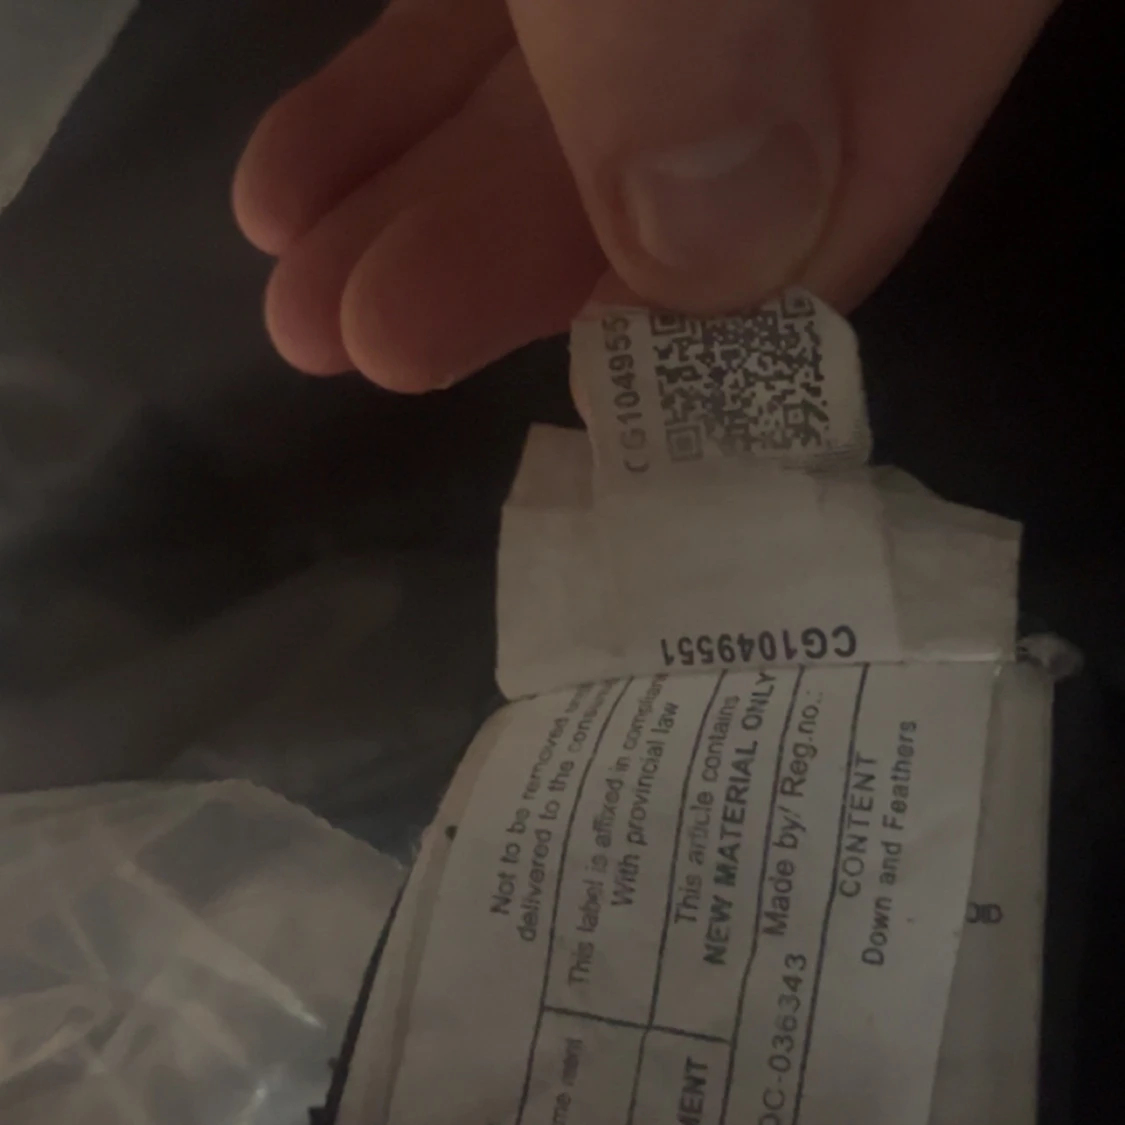 CG1049551
CG1049551
Not to be removed
delivered to the
This label is affixed in
With provincial law
This article contains
NEW MATERIAL ONLY
Made by/ Reg.no.:
036343
CONTENT
Down and Feathers